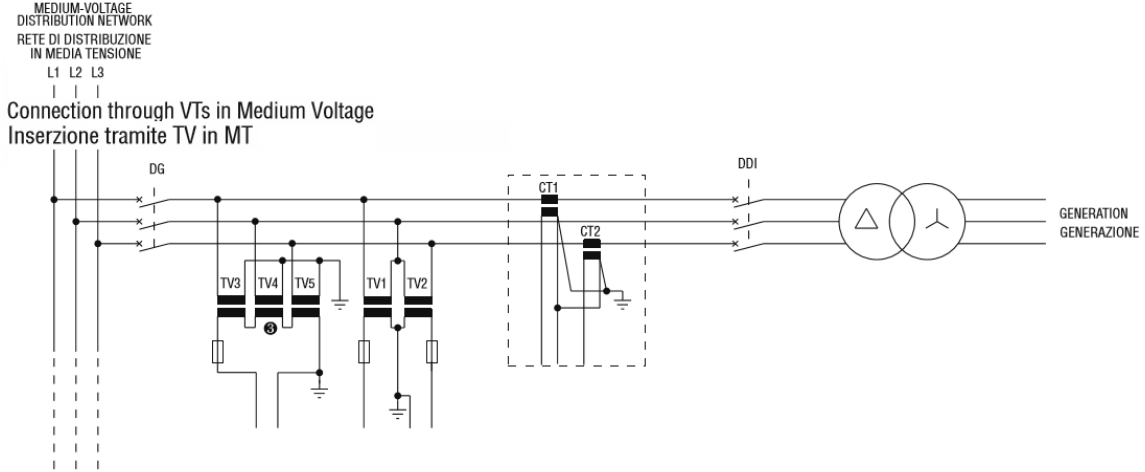 MEDIUM-VOLTAGE
DISTRIBUTION NETWORK
RETE DI DISTRIBUZIONE
IN MEDIA TENSIONE
L1 L2 L3
Connection through VTs in Medium Voltage
Inserzione tramite TV in MT
DG
CT1
DDI
CT2
GENERATION
GENERAZIONE
TV3 TV4 TV5 TV1 TV2
3